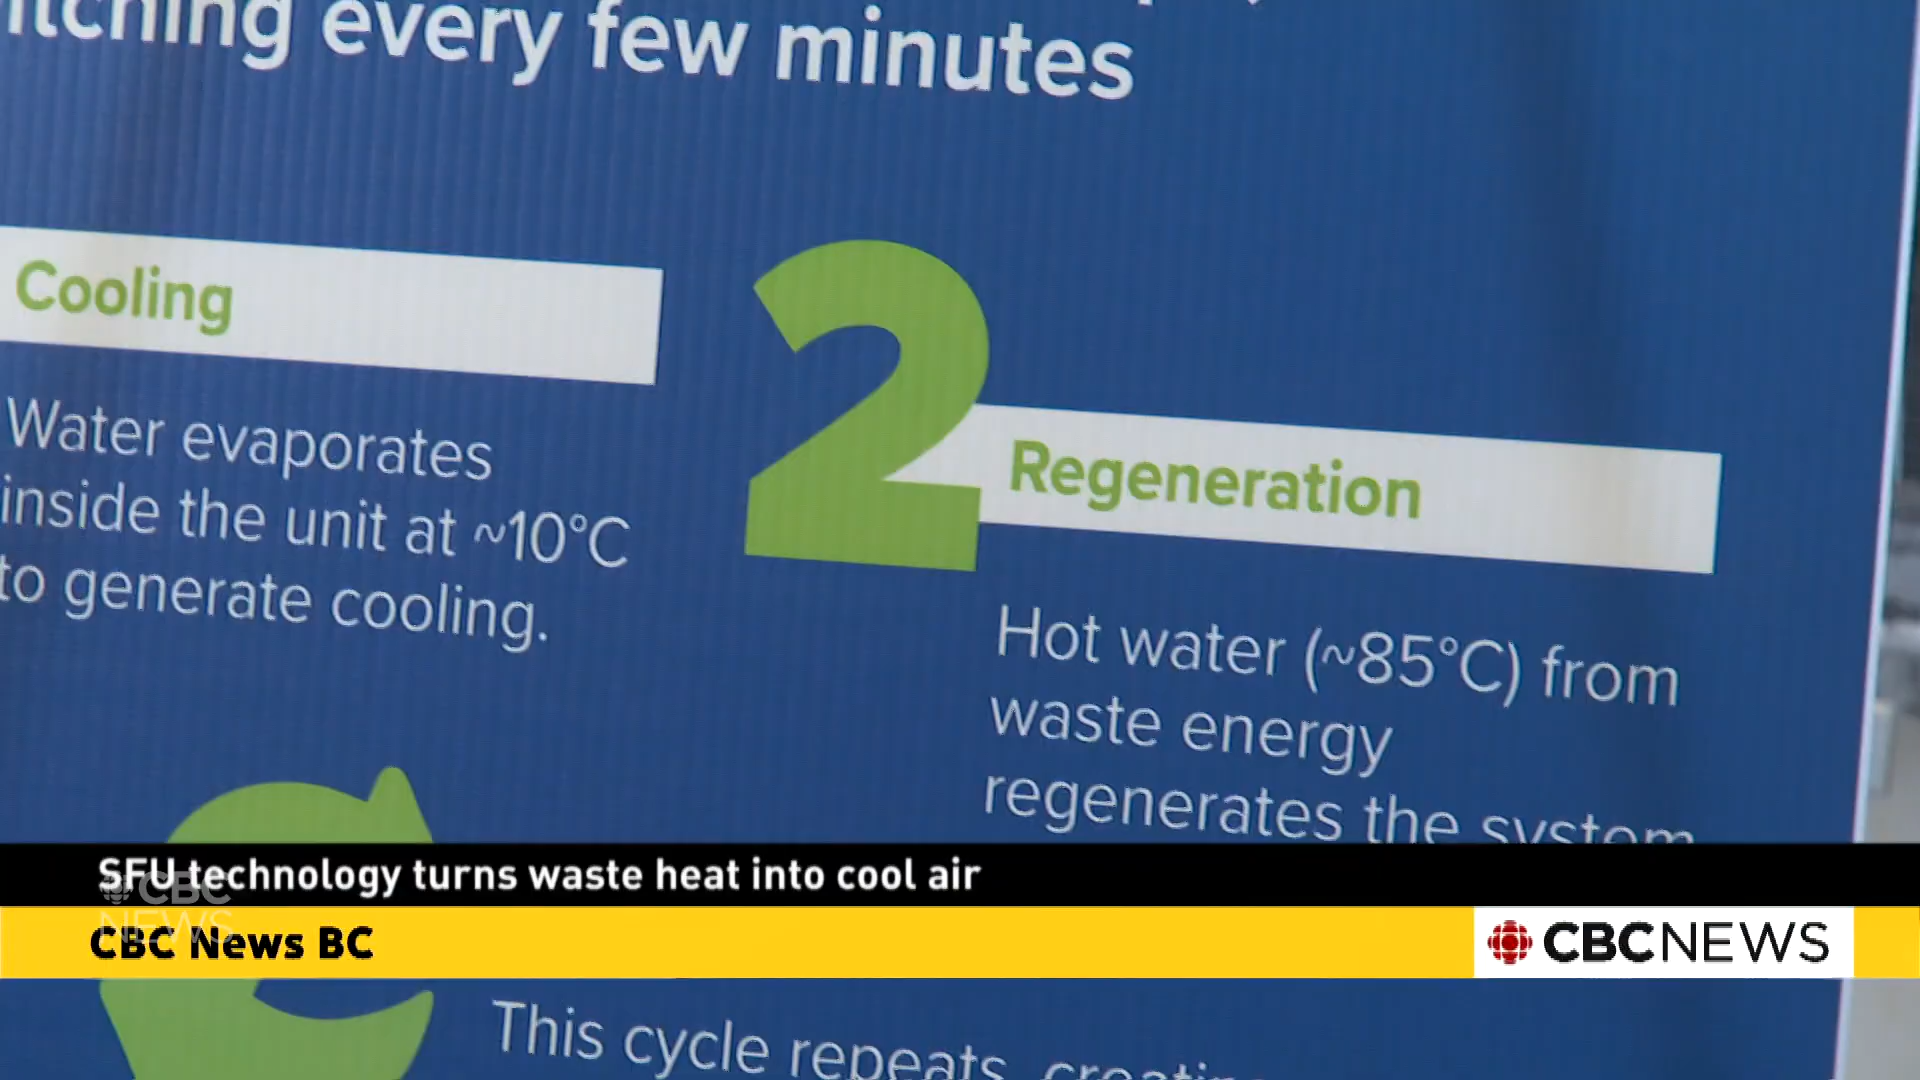 every few minutes
Cooling
Water evaporates
inside the unit at ~10°C
to generate cooling.
2
Regeneration
Hot water (~85°C) from
waste energy
regenerates the system
SFU technology turns waste heat into cool air
CBC NEWS
CBC News BC
CBCNEWS
This cycle repeats